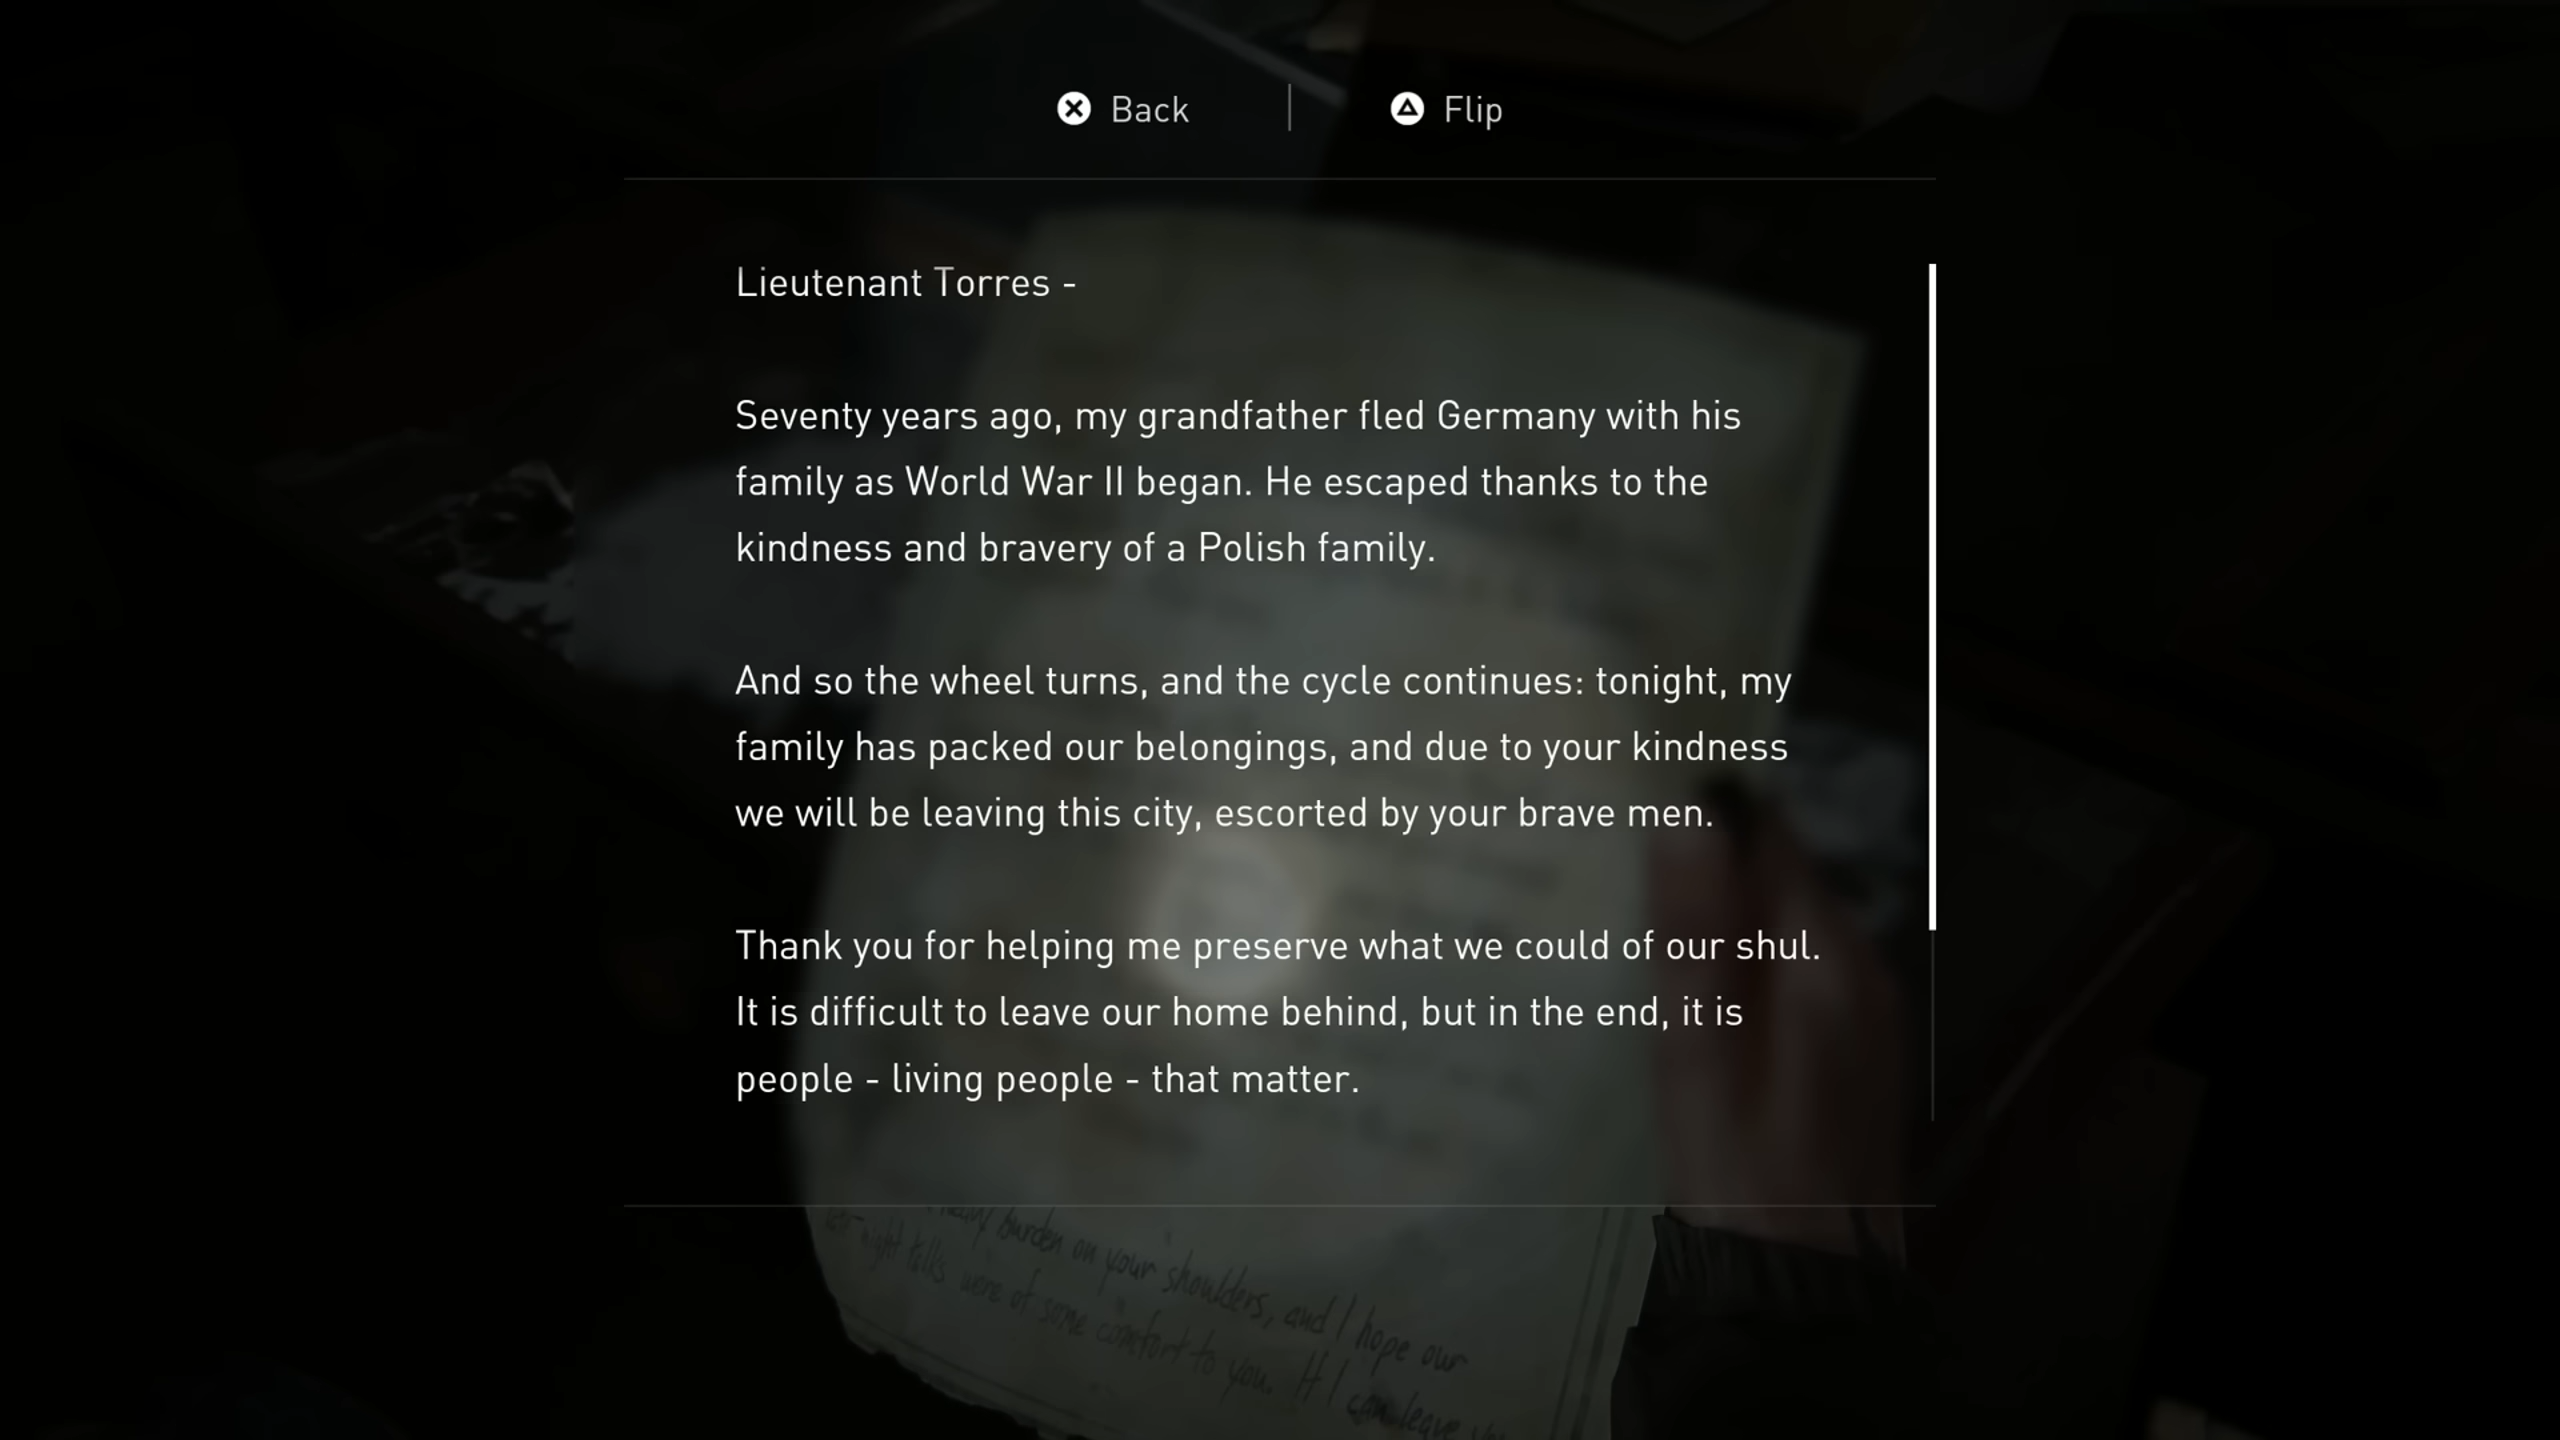 Back
Flip
Lieutenant Torres -
Seventy years ago, my grandfather fled Germany with his
family as World War II began. He escaped thanks to the
kindness and bravery of a Polish family.
And so the wheel turns, and the cycle continues: tonight, my
family has packed our belongings, and due to your kindness
we will be leaving this city, escorted by your brave men.
Thank you for helping me preserve what we could of our shul.
It is difficult to leave our home behind, but in the end, it is
people - living people - that matter.
burden on your shoulders, and I hope our
night talks were of some comfort to you. If I can leave